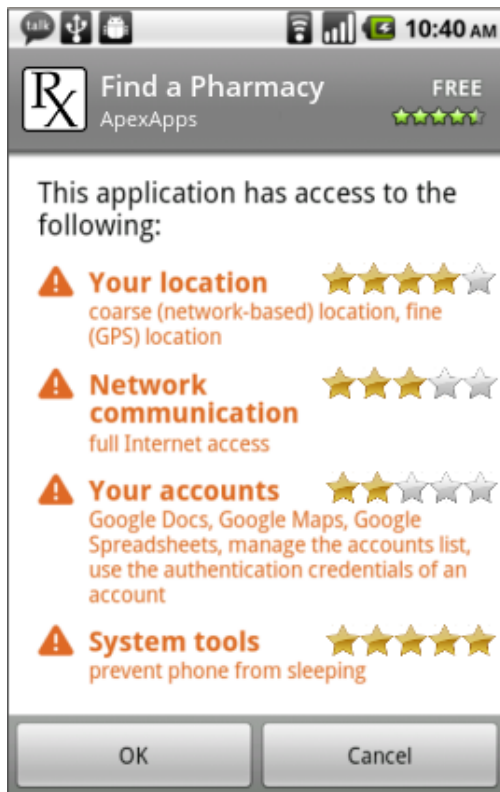 talk
10:40 AM
Rx
Find a Pharmacy
FREE
ApexApps
This application has access to the
following:
Your location
coarse (network-based) location, fine
(GPS) location
Network
communication
full Internet access
Your accounts
Google Docs, Google Maps, Google
Spreadsheets, manage the accounts list,
use the authentication credentials of an
account
System tools
prevent phone from sleeping
OK
Cancel